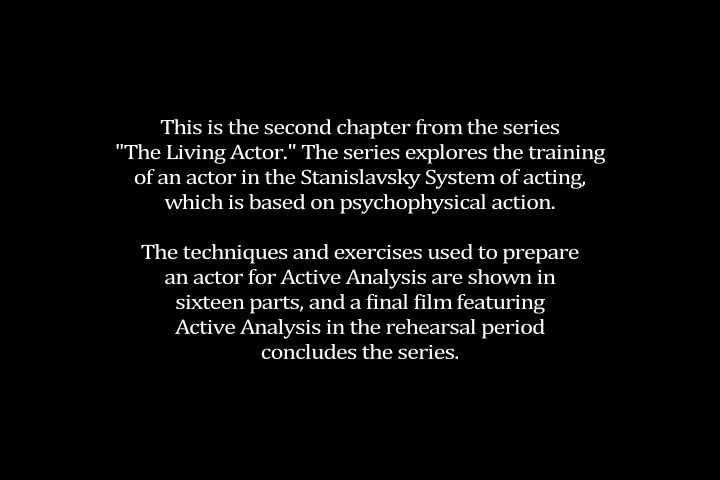 This is the second chapter from the series
"The Living Actor." The series explores the training
of an actor in the Stanislavsky System of acting,
which is based on psychophysical action.
The techniques and exercises used to prepare
an actor for Active Analysis are shown in
sixteen parts, and a final film featuring
Active Analysis in the rehearsal period
concludes the series.